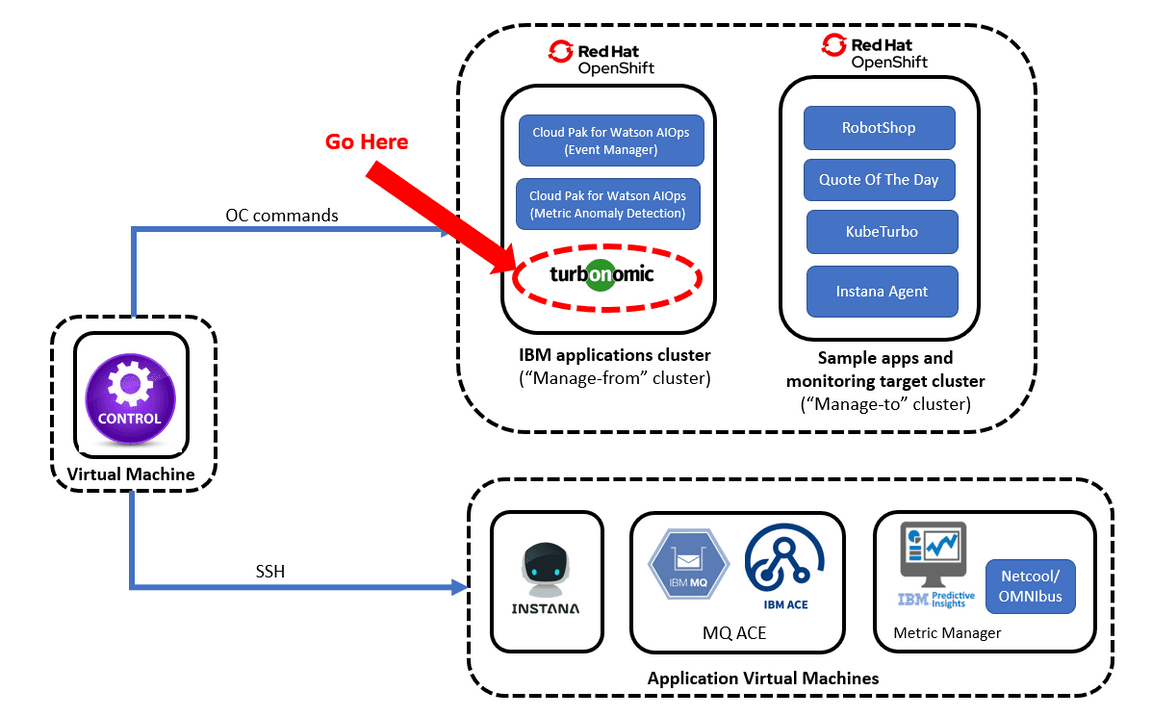 Red Hat
OpenShift
Red Hat
OpenShift
Go Here
Cloud Pak for Watson AIOps
(Event Manager)
Cloud Pak for Watson AIOps
(Metric Anomaly Detection)
turbonomic
RobotShop
Quote Of The Day
KubeTurbo
Instana Agent
OC commands
IBM applications cluster
(“Manage-from” cluster)
Sample apps and
monitoring target cluster
(“Manage-to” cluster)
CONTROL
Virtual Machine
SSH
INSTANA
IBM MQ
IBM ACE
MQ ACE
IBM Predictive
Insights
Netcool/
OMNIbus
Metric Manager
Application Virtual Machines